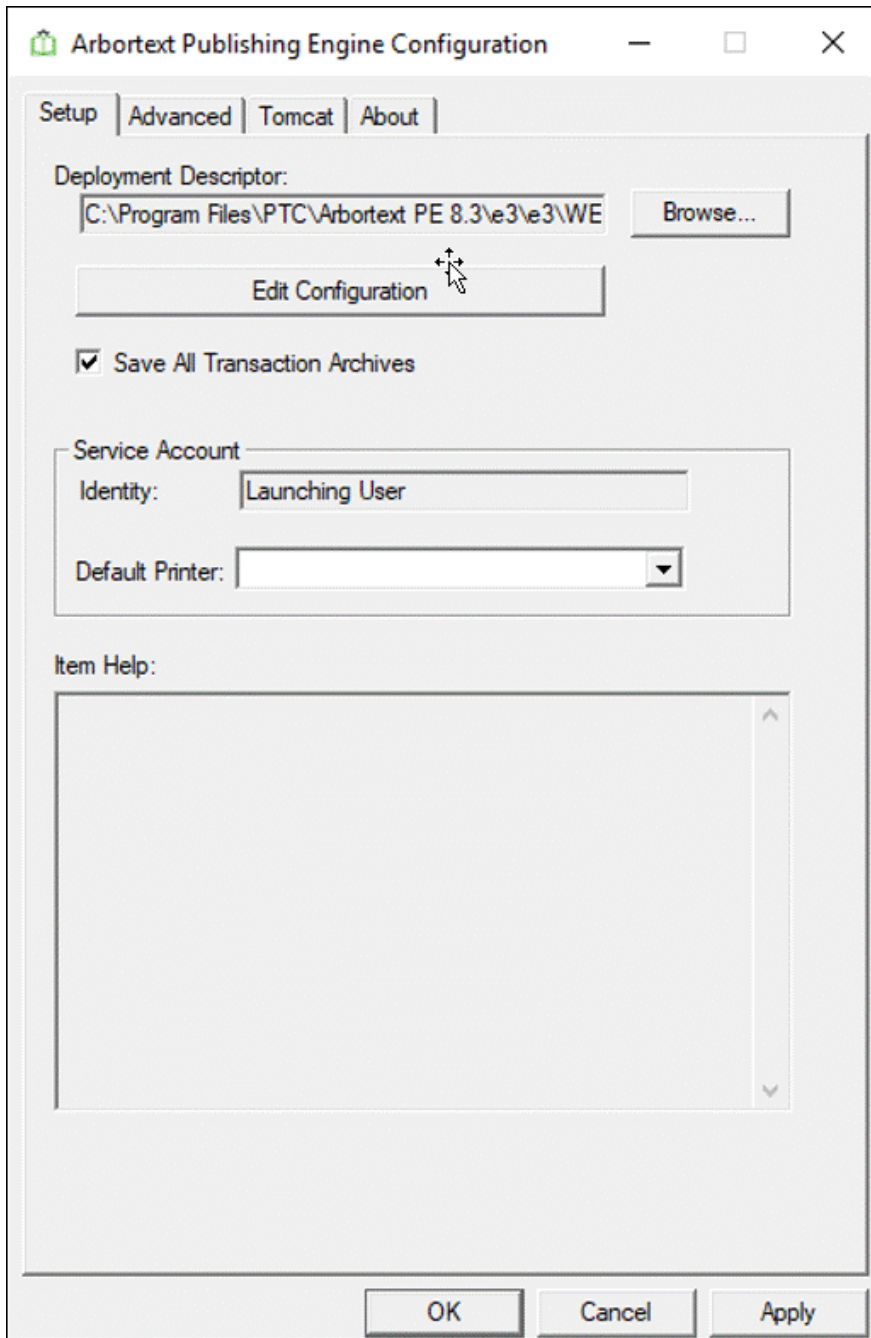 Arbortext Publishing Engine Configuration
Setup Advanced Tomcat About
Deployment Descriptor:
C:\Program Files\PTC\Arbortext PE 8.3\e3\e3\WE Browse...
Edit Configuration
Save All Transaction Archives
Service Account
Identity: Launching User
Default Printer:
Item Help:
OK Cancel Apply